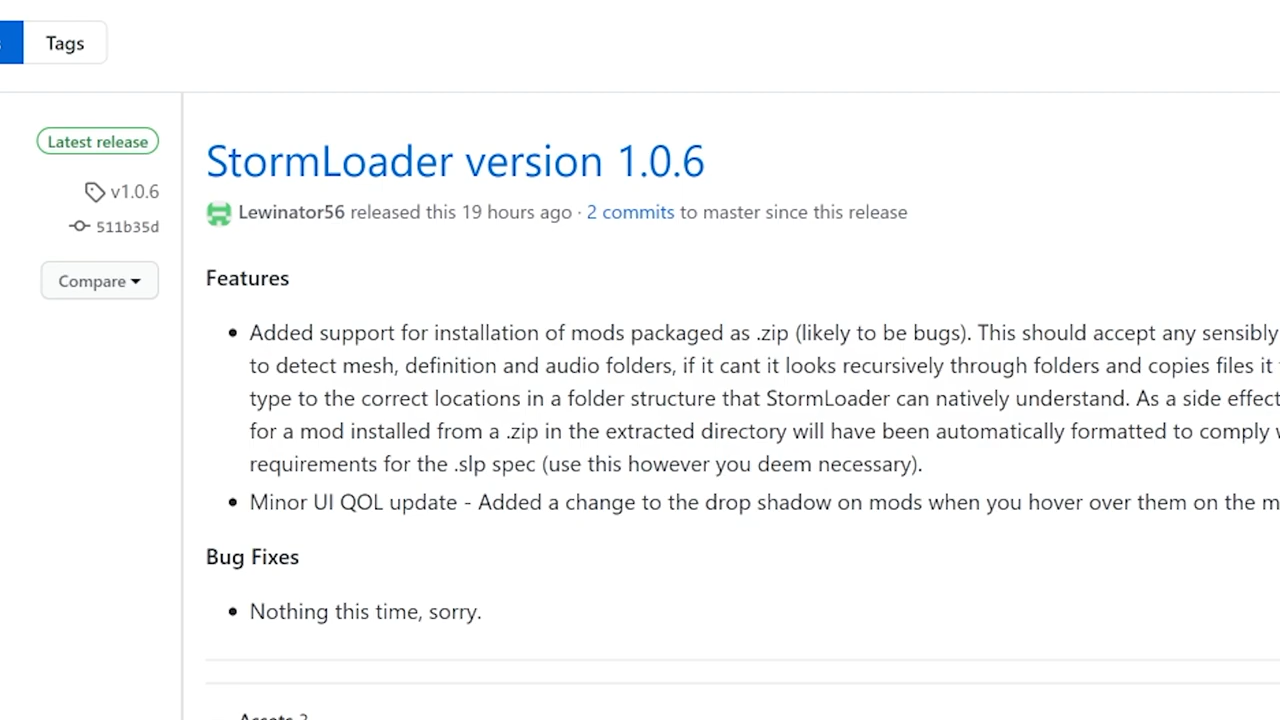 Tags
Latest release
v1.0.6
511b35d
Compare
StormLoader version 1.0.6
Lewinator56 released this 19 hours ago · 2 commits to master since this release
Features
Added support for installation of mods packaged as .zip (likely to be bugs). This should accept any sensibly
to detect mesh, definition and audio folders, if it cant it looks recursively through folders and copies files it
type to the correct locations in a folder structure that StormLoader can natively understand. As a side effect
for a mod installed from a .zip in the extracted directory will have been automatically formatted to comply
requirements for the .slp spec (use this however you deem necessary).
Minor UI QOL update - Added a change to the drop shadow on mods when you hover over them on the
Bug Fixes
Nothing this time, sorry.
Assets